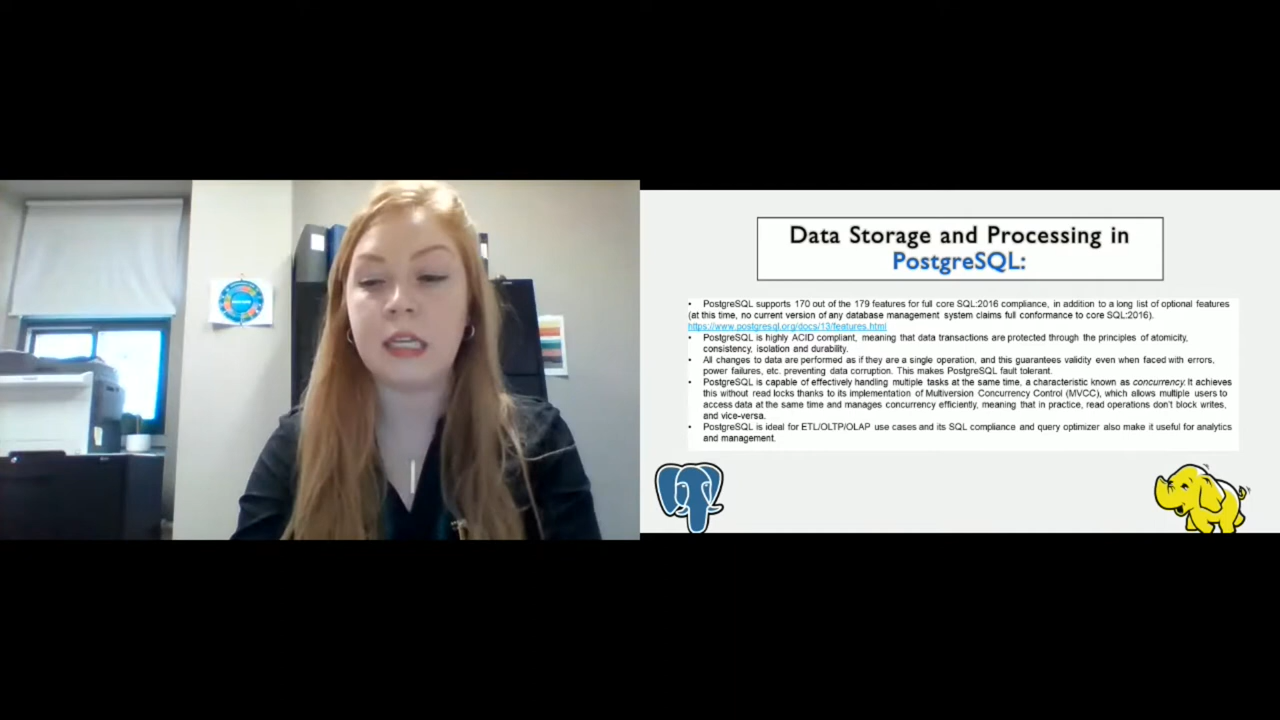 Data Storage and Processing in
PostgreSQL:
• PostgreSQL supports 170 out of the 179 features for full core SQL:2016 compliance, in addition to a long list of optional features
(at this time, no current version of any database management system claims full conformance to core SQL:2016).
https://www.postgresql.org/docs/13/features.html
• PostgreSQL is highly ACID compliant, meaning that data transactions are protected through the principles of atomicity,
consistency, isolation and durability.
• All changes to data are performed as if they are a single operation, and this guarantees validity even when faced with errors,
power failures, etc. preventing data corruption. This makes PostgreSQL fault tolerant.
• PostgreSQL is capable of effectively handling multiple tasks at the same time, a characteristic known as concurrency. It achieves
this without read locks thanks to its implementation of Multiversion Concurrency Control (MVCC), which allows multiple users to
access data at the same time and manages concurrency efficiently, meaning that in practice, read operations don't block writes,
and vice-versa.
• PostgreSQL is ideal for ETL/OLTP/OLAP use cases and its SQL compliance and query optimizer also make it useful for analytics
and management.